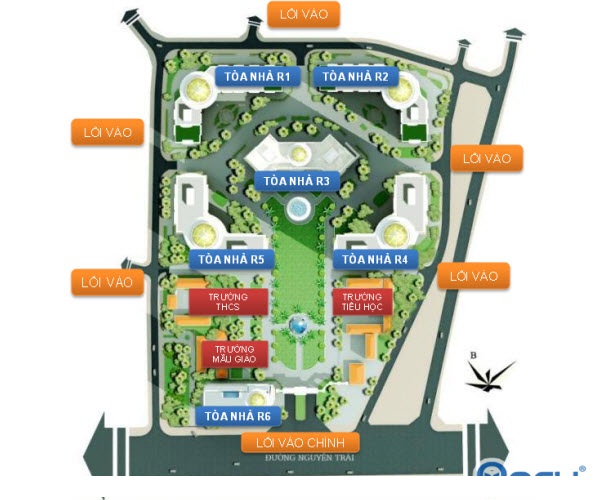 LỐI VÀO
TÒA NHÀ R1
TÒA NHÀ R2
LỐI VÀO
LỐI VÀO
TÒA NHÀ R3
TÒA NHÀ R5
TÒA NHÀ R4
LỐI VÀO
LỐI VÀO
TRƯỜNG
THCS
TRƯỜNG
TIỂU HỌC
TRƯỜNG
MẪU GIÁO
B
TÒA NHÀ R6
LỐI VÀO CHÍNH
ĐƯỜNG NGUYỄN TRÃI